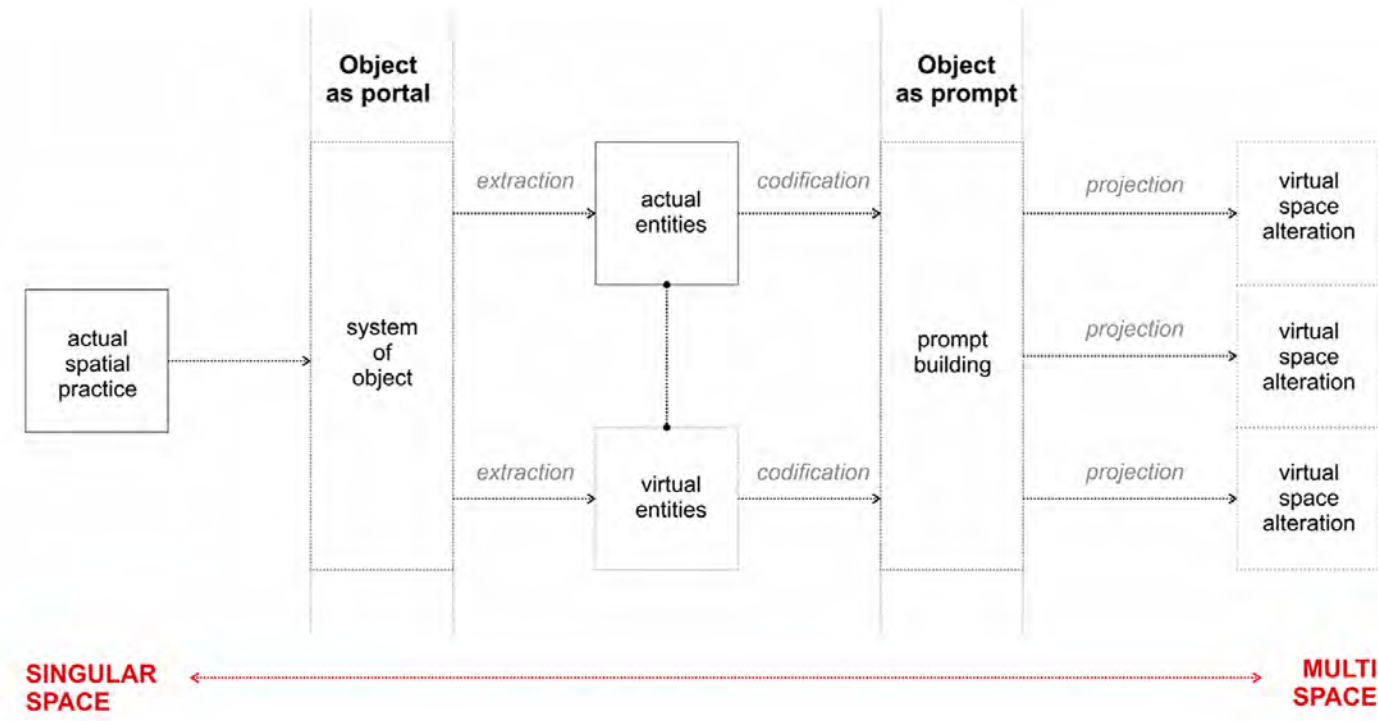 Object
as portal
Object
as prompt
extraction
actual
entities
codification
projection
virtual
space
alteration
actual
spatial
practice
system
of
object
prompt
building
projection
virtual
space
alteration
extraction
virtual
entities
codification
projection
virtual
space
alteration
SINGULAR
SPACE
MULTI
SPACE